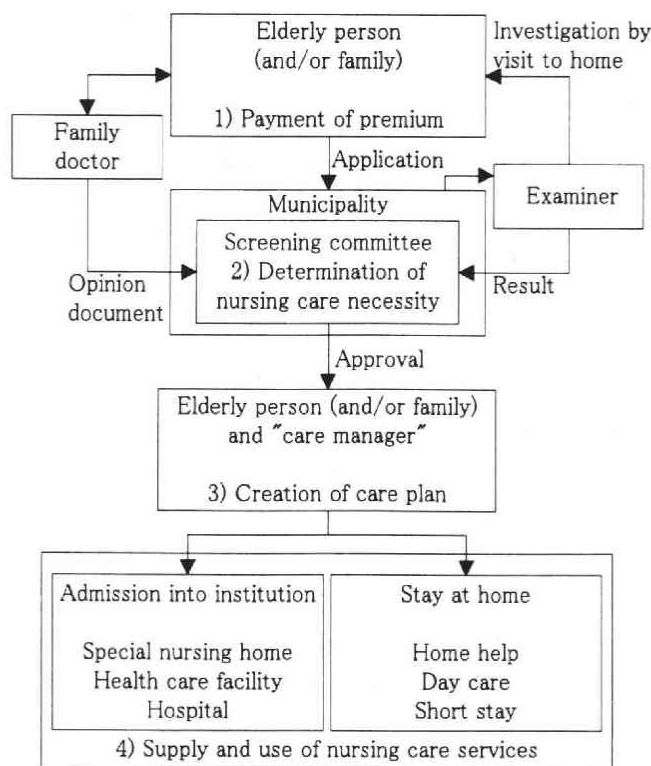 Elderly person
(and/or family)
1) Payment of premium
Investigation by
visit to home
Family
doctor
Application
Examiner
Municipality
Screening committee
2) Determination of
nursing care necessity
Opinion
document
Result
Approval
Elderly person (and/or family)
and "care manager"
3) Creation of care plan
Admission into institution
Special nursing home
Health care facility
Hospital
Stay at home
Home help
Day care
Short stay
4) Supply and use of nursing care services